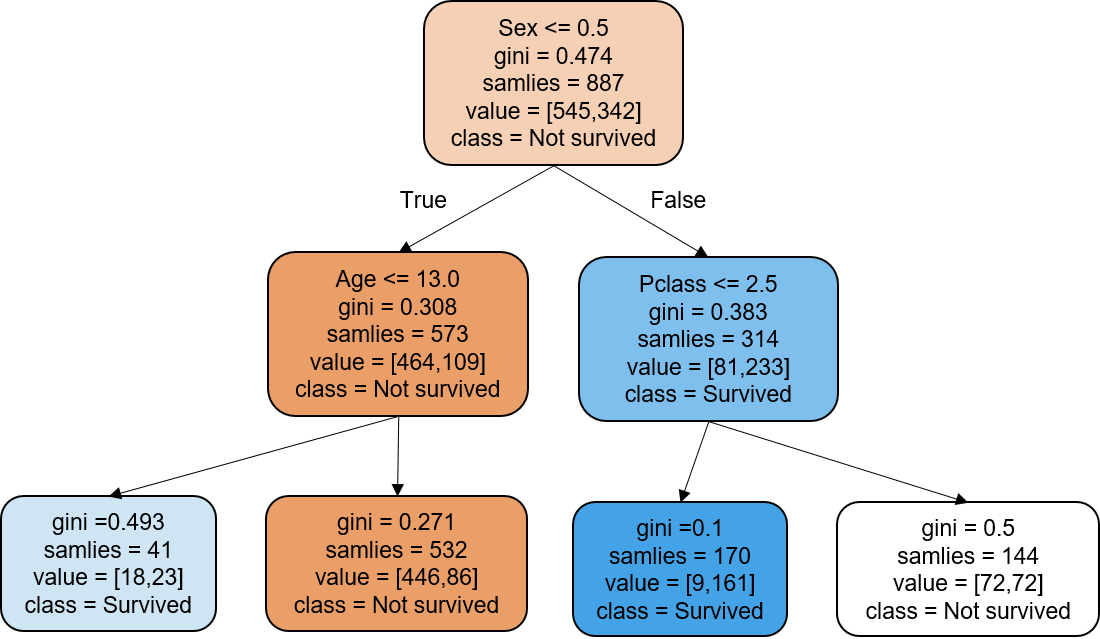 Sex <= 0.5
gini = 0.474
samlies = 887
value = [545,342]
class = Not survived
True
False
Age <= 13.0
gini = 0.308
samlies = 573
value = [464,109]
class = Not survived
Pclass <= 2.5
gini = 0.383
samlies = 314
value = [81,233]
class = Survived
gini =0.493
samlies = 41
value = [18,23]
class = Survived
gini = 0.271
samlies = 532
value = [446,86]
class = Not survived
gini =0.1
samlies = 170
value = [9,161]
class = Survived
gini = 0.5
samlies = 144
value = [72,72]
class = Not survived